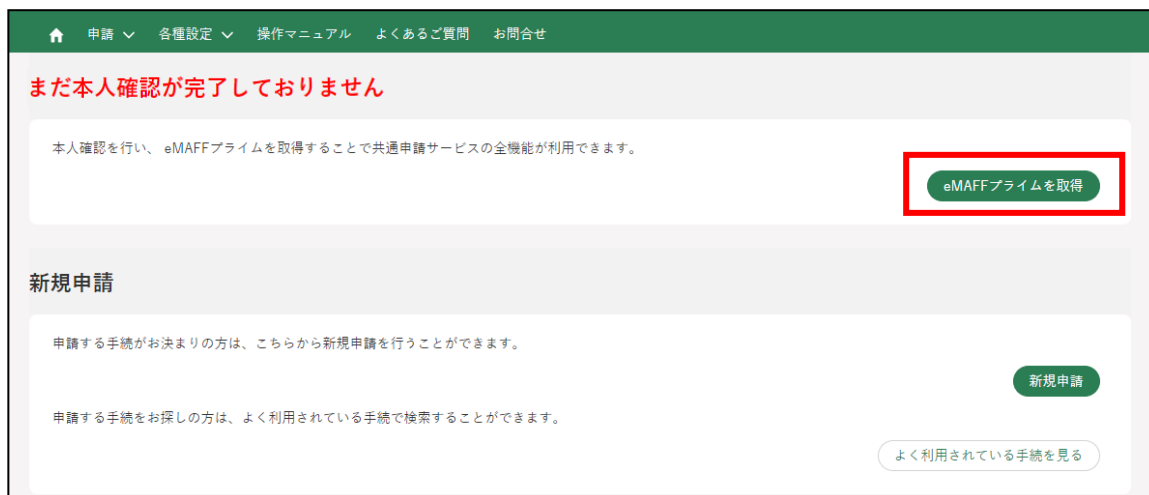 申請 各種設定 操作マニュアル よくあるご質問 お問合せ
まだ本人確認が完了しておりません
本人確認を行い、 eMAFFプライムを取得することで共通申請サービスの全機能が利用できます。
eMAFFプライムを取得
新規申請
申請する手続がお決まりの方は、こちらから新規申請を行うことができます。
新規申請
申請する手続をお探しの方は、よく利用されている手続で検索することができます。
よく利用されている手続を見る